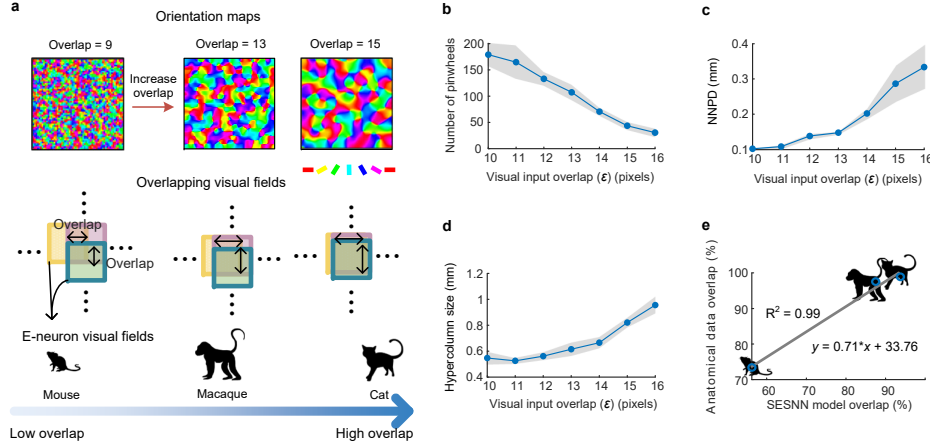 a
Orientation maps
Overlap = 9
Overlap = 13
Overlap = 15
Increase
overlap
Overlapping visual fields
Overlap
Overlap
E-neuron visual fields
Mouse
Macaque
Cat
Low overlap
High overlap
b
Number of pinwheels
200
150
100
50
0
10 11 12 13 14 15 16
Visual input overlap (ε) (pixels)
c
NNPD (mm)
0.4
0.3
0.2
0.1
10 11 12 13 14 15 16
Visual input overlap (ε) (pixels)
d
Hypercolumn size (mm)
1.2
1
0.8
0.6
0.4
10 11 12 13 14 15 16
Visual input overlap (ε) (pixels)
e
Anatomical data overlap (%)
100
90
80
70
R² = 0.99
y = 0.71*x + 33.76
60 80 100
SESNN model overlap (%)